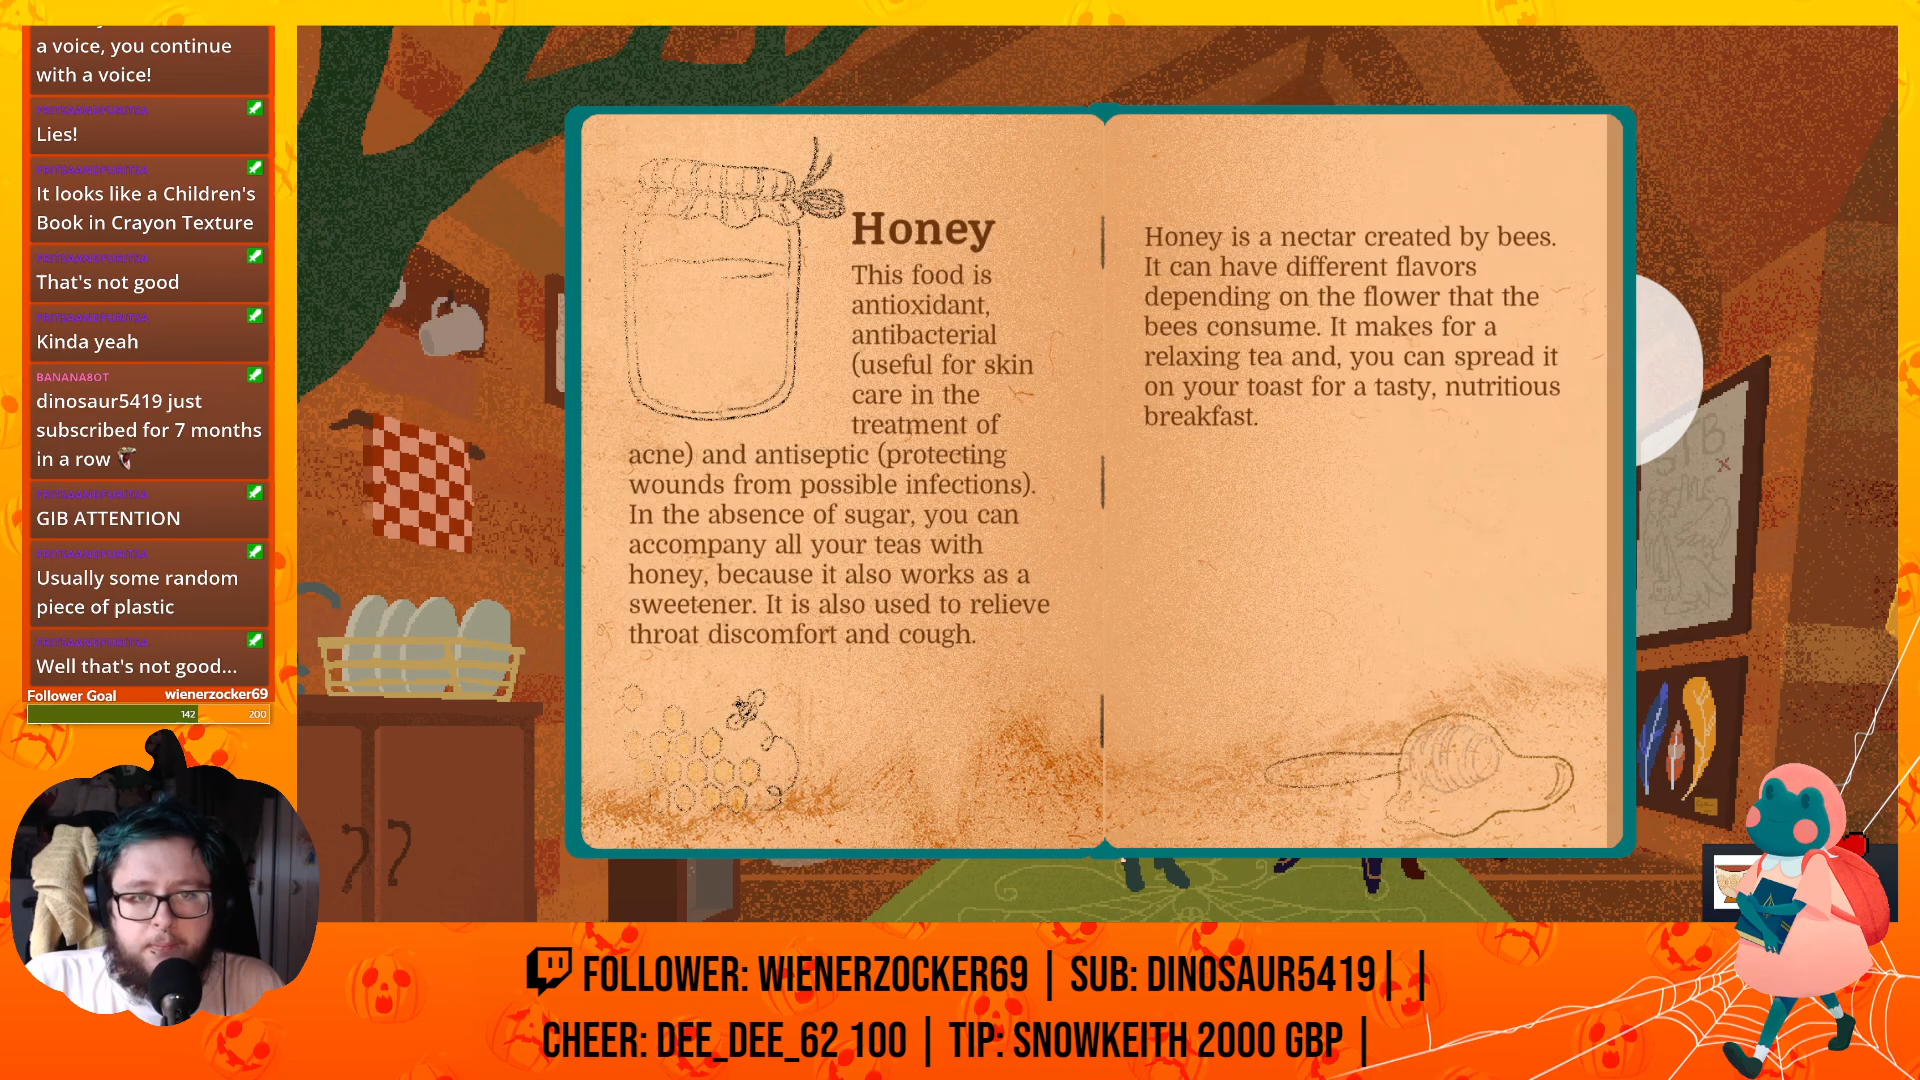 a voice, you continue
with a voice!
Lies!
It looks like a Children's
Book in Crayon Texture
That's not good
Kinda yeah
BANANA8OT
dinosaur5419 just
subscribed for 7 months
in a row
GIB ATTENTION
Usually some random
piece of plastic
Well that's not good...
Follower Goal wienerzocker69
142 200
Honey
This food is
antioxidant,
antibacterial
(useful for skin
care in the
treatment of
acne) and antiseptic (protecting
wounds from possible infections).
In the absence of sugar, you can
accompany all your teas with
honey, because it also works as a
sweetener. It is also used to relieve
throat discomfort and cough.
Honey is a nectar created by bees.
It can have different flavors
depending on the flower that the
bees consume. It makes for a
relaxing tea and, you can spread it
on your toast for a tasty, nutritious
breakfast.
FOLLOWER: WIENERZOCKER69 | SUB: DINOSAUR5419 | |
CHEER: DEE_DEE_62 100 | TIP: SNOWKEITH 2000 GBP |